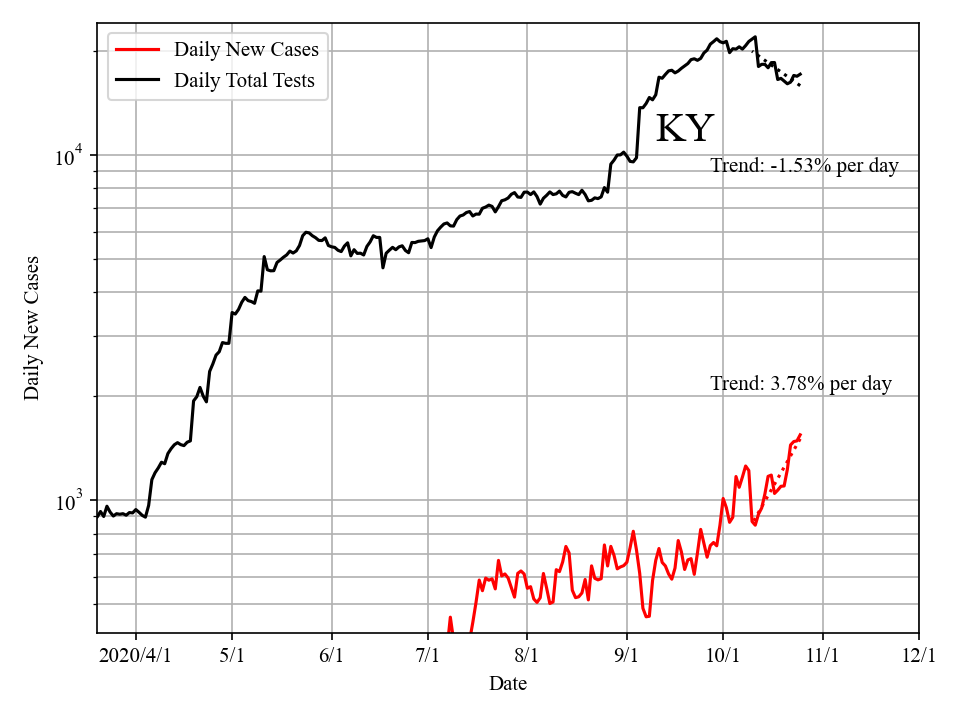 Daily New Cases
Daily Total Tests
KY
Trend: -1.53% per day
Trend: 3.78% per day
10^4
10^3
Daily New Cases
2020/4/1 5/1 6/1 7/1 8/1 9/1 10/1 11/1 12/1
Date